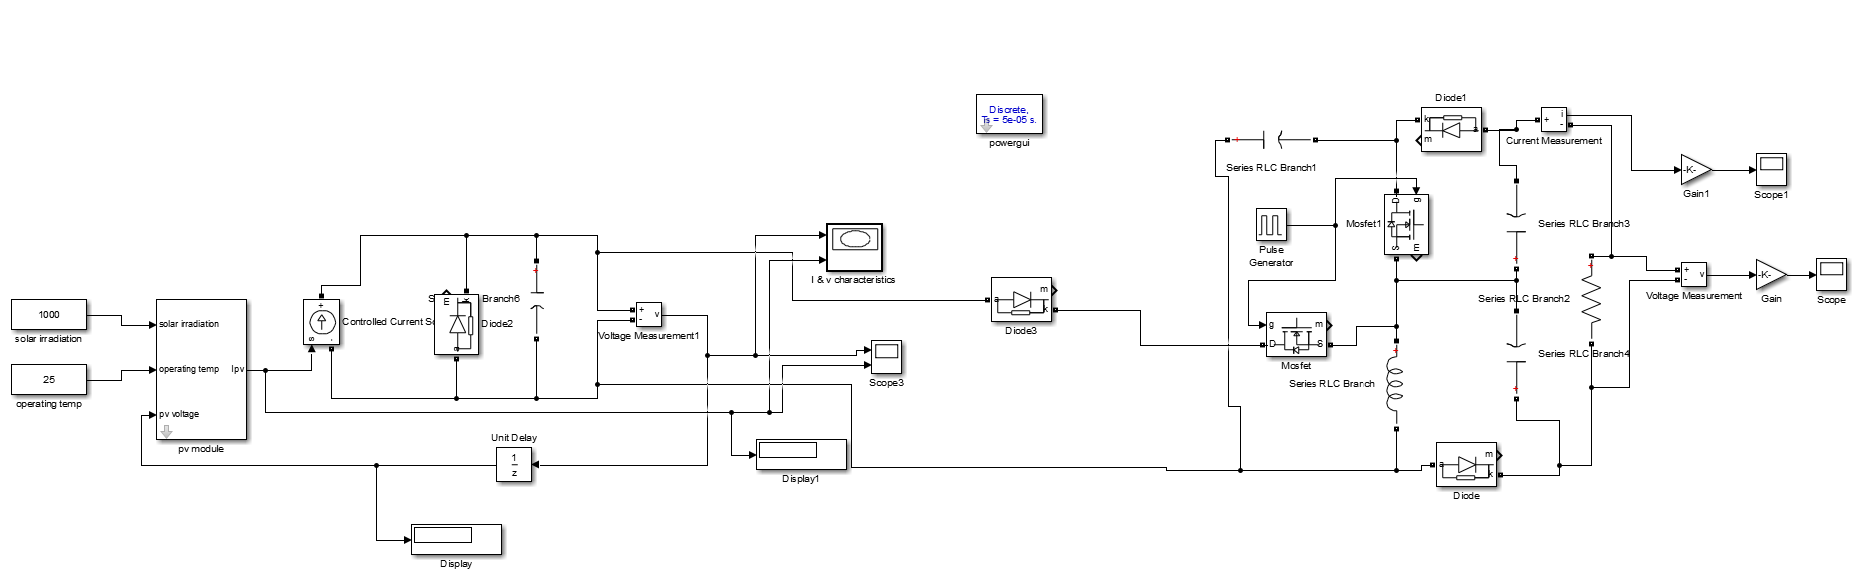 Discrete,
Ts = 5e-05 s.
powergui
Diode1
k
m
a
+
i
-
Current Measurement
Series RLC Branch1
-K-
Gain1
Scope1
Pulse
Generator
Mosfet1
D
g
S
m
Series RLC Branch3
I & v characteristics
1000
solar irradiation
25
operating temp
solar irradiation
operating temp
pv voltage
Ipv
pv module
+
s
-
Controlled Current So
S
Branch6
m
k
a
Diode2
+
-
v
Voltage Measurement1
Scope3
a
m
k
Diode3
g
m
D
S
Mosfet
Series RLC Branch
Series RLC Branch2
Series RLC Branch4
+
-
v
Voltage Measurement
-K-
Gain
Scope
Unit Delay
1
z
Display1
Display
a
m
k
Diode